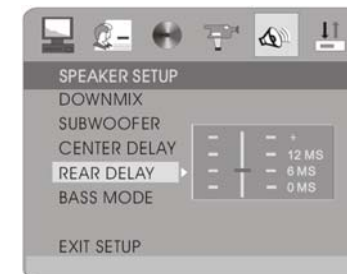 SPEAKER SETUP
DOWNMIX
SUBWOOFER
CENTER DELAY
REAR DELAY
BASS MODE
+
12 MS
6 MS
0 MS
EXIT SETUP